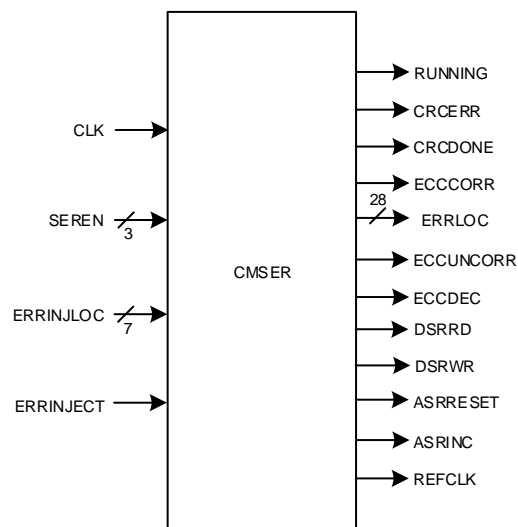 CLK
SEREN
3
ERRINJLOC
7
ERRINJECT
CMSER
RUNNING
CRCERR
CRCDONE
ECCCORR
28
ERRLOC
ECCUNCORR
ECCDEC
DSRRD
DSRWR
ASRRESET
ASRINC
REFCLK